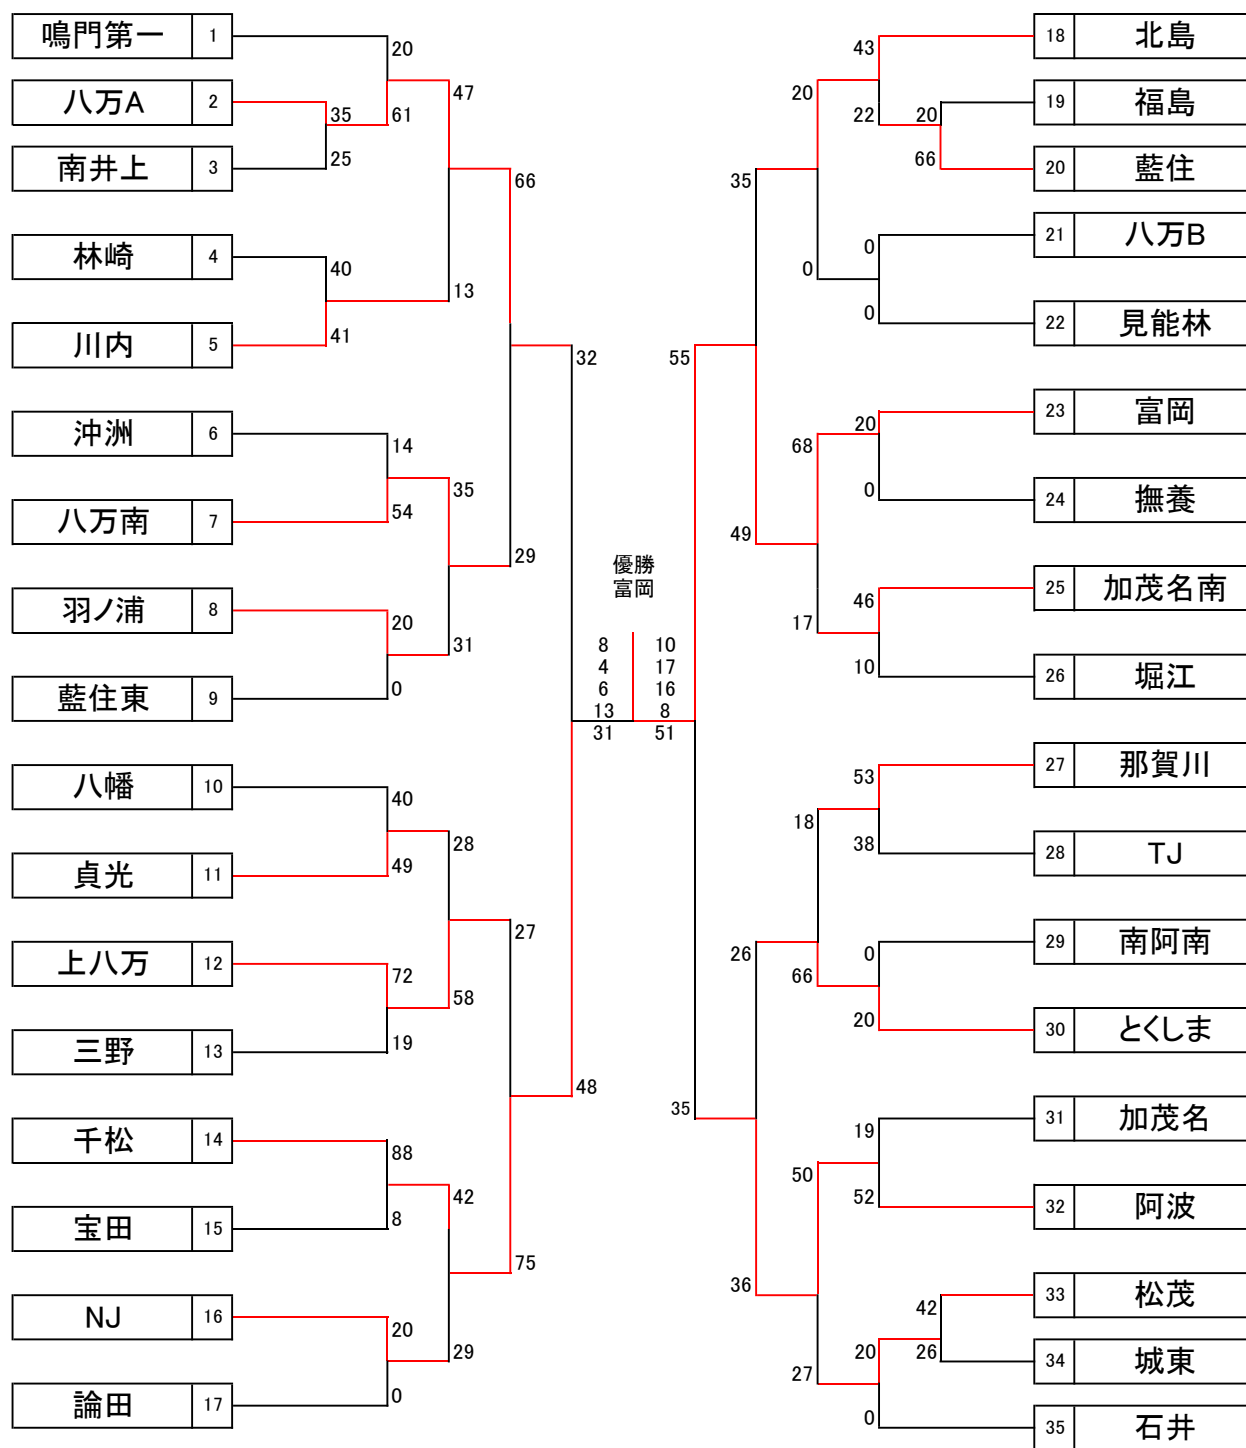 鳴門第一 1
八万A 2
南井上 3
林崎 4
川内 5
沖洲 6
八万南 7
羽ノ浦 8
藍住東 9
八幡 10
貞光 11
上八万 12
三野 13
千松 14
宝田 15
NJ 16
論田 17
20
61
35
25
47
13
40
41
66
29
14
54
35
31
20
0
32
48
40
49
28
58
72
19
27
75
88
8
42
29
20
0
優勝
富岡
8 10
4 17
6 16
13 8
31 51
55
35
35
49
20
0
43
22
20
66
0
0
68
17
20
0
46
10
26
36
18
66
53
38
0
20
50
27
19
52
20
0
42
26
18 北島
19 福島
20 藍住
21 八万B
22 見能林
23 富岡
24 撫養
25 加茂名南
26 堀江
27 那賀川
28 TJ
29 南阿南
30 とくしま
31 加茂名
32 阿波
33 松茂
34 城東
35 石井